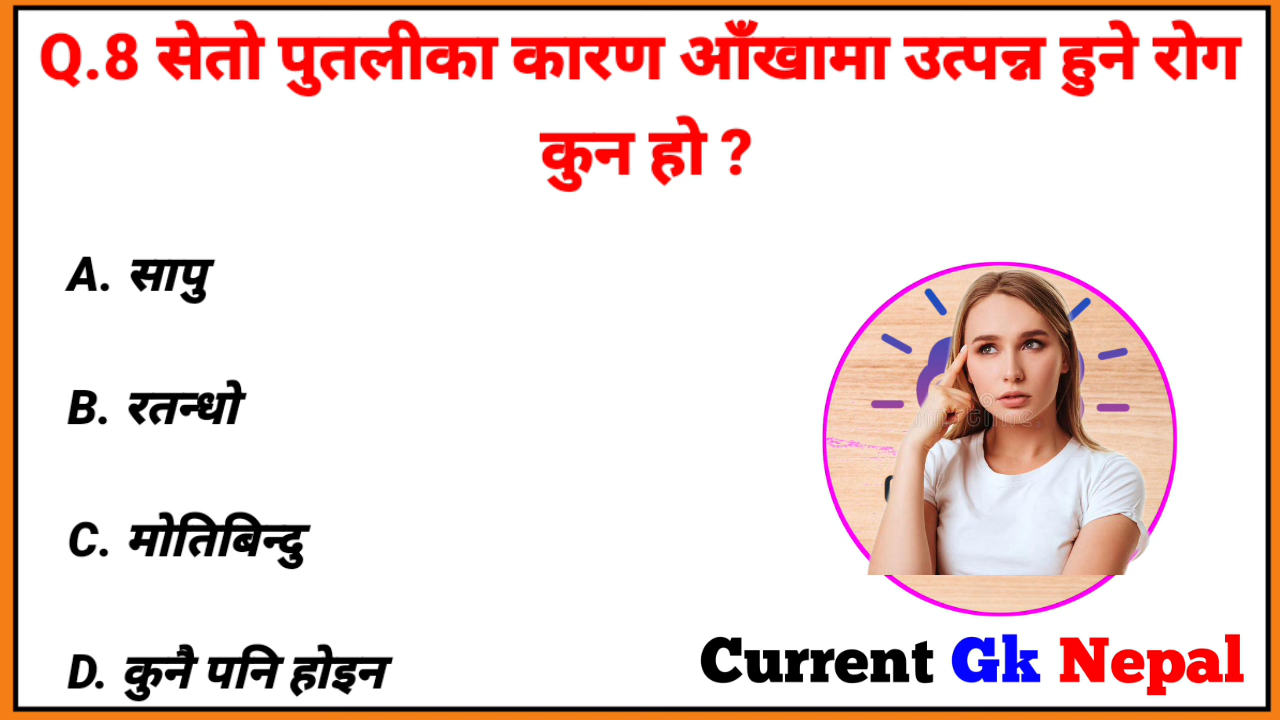 Q.8 सेतो पुतलीका कारण आँखामा उत्पन्न हुने रोग
कुन हो ?
A. सापु
B. रतन्धो
C. मोतिबिन्दु
D. कुनै पनि होइन
Current Gk Nepal